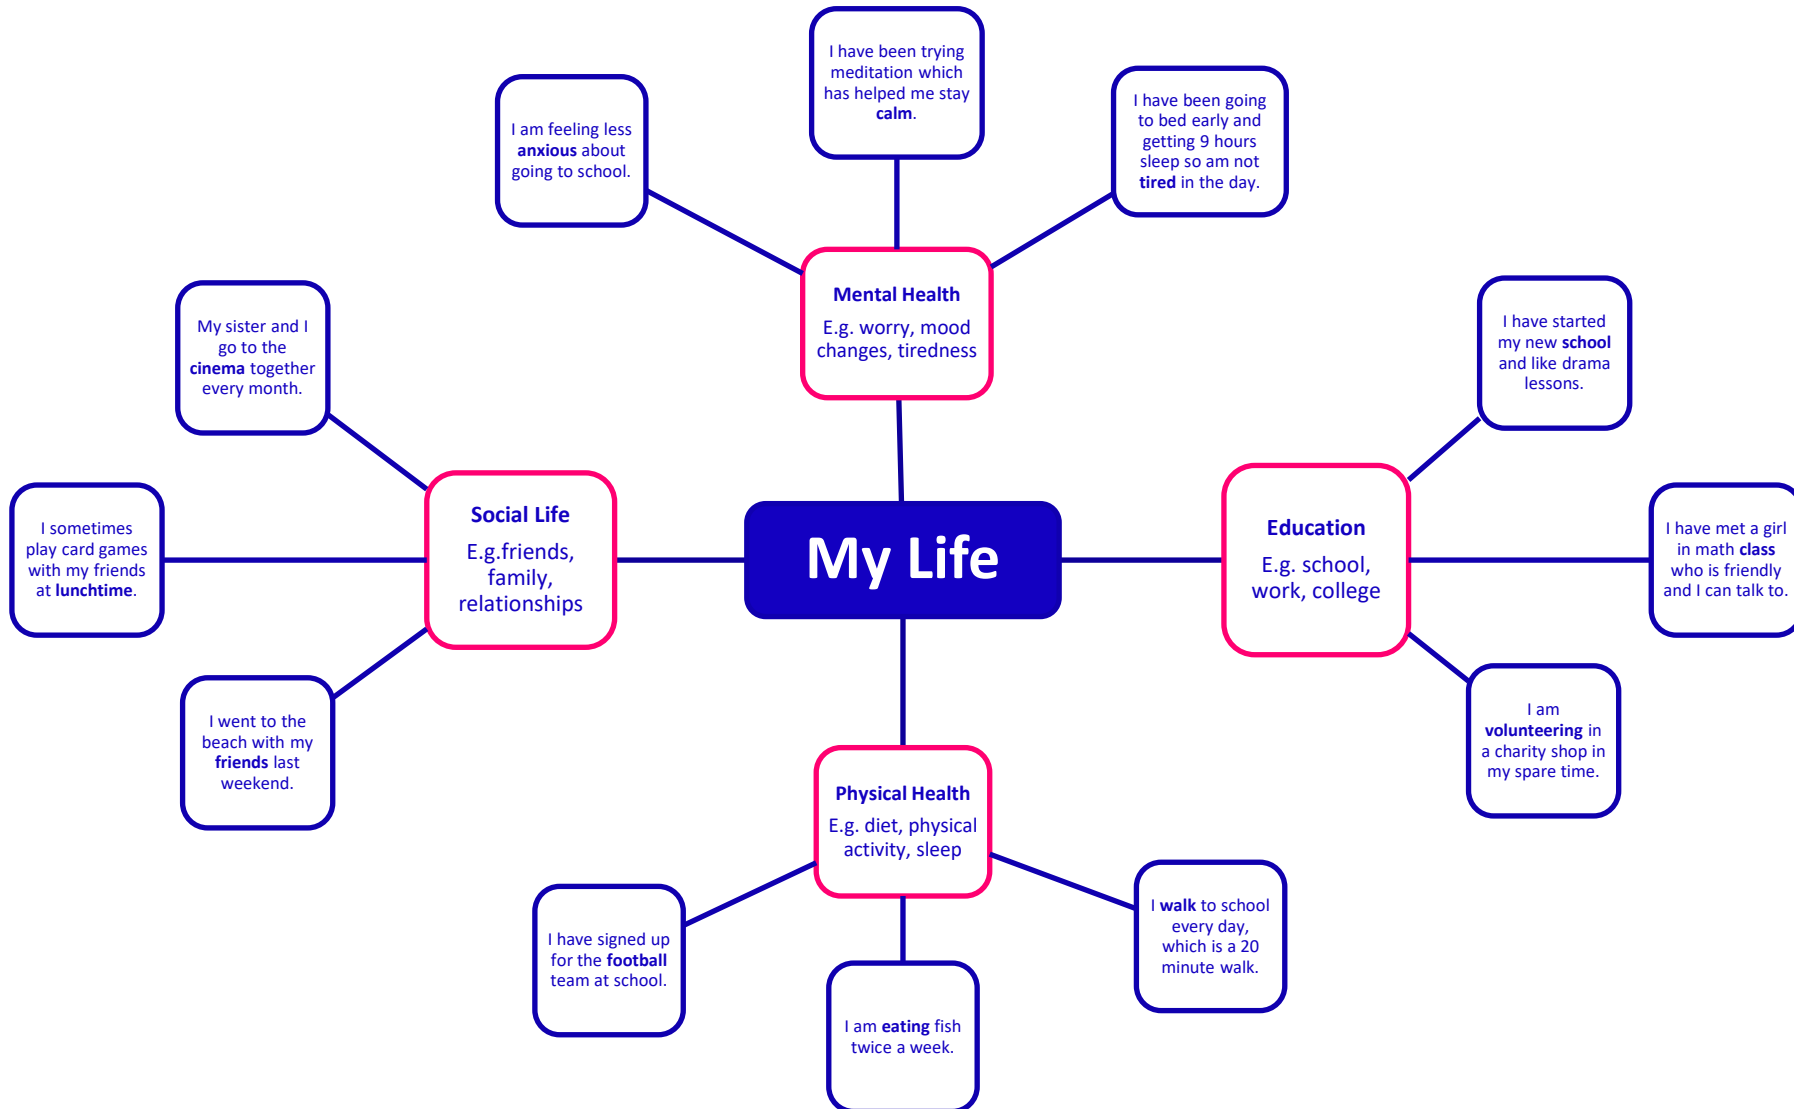 My Life
Mental Health
E.g. worry, mood
changes, tiredness
I am feeling less
anxious about
going to school.
I have been trying
meditation which
has helped me stay
calm.
I have been going
to bed early and
getting 9 hours
sleep so am not
tired in the day.
Education
E.g. school,
work, college
I have started
my new school
and like drama
lessons.
I have met a girl
in math class
who is friendly
and I can talk to.
I am
volunteering in
a charity shop in
my spare time.
Physical Health
E.g. diet, physical
activity, sleep
I walk to school
every day,
which is a 20
minute walk.
I am eating fish
twice a week.
I have signed up
for the football
team at school.
Social Life
E.g.friends,
family,
relationships
I went to the
beach with my
friends last
weekend.
I sometimes
play card games
with my friends
at lunchtime.
My sister and I
go to the
cinema together
every month.